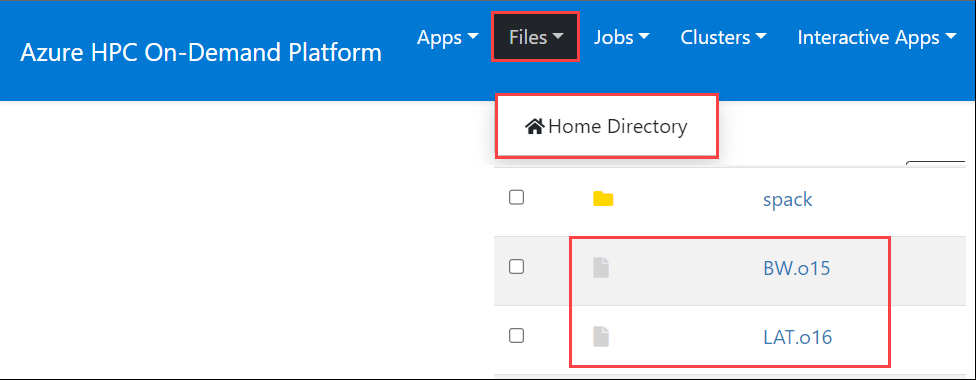 Azure HPC On-Demand Platform Apps Files Jobs Clusters Interactive Apps
Home Directory
spack
BW.o15
LAT.o16